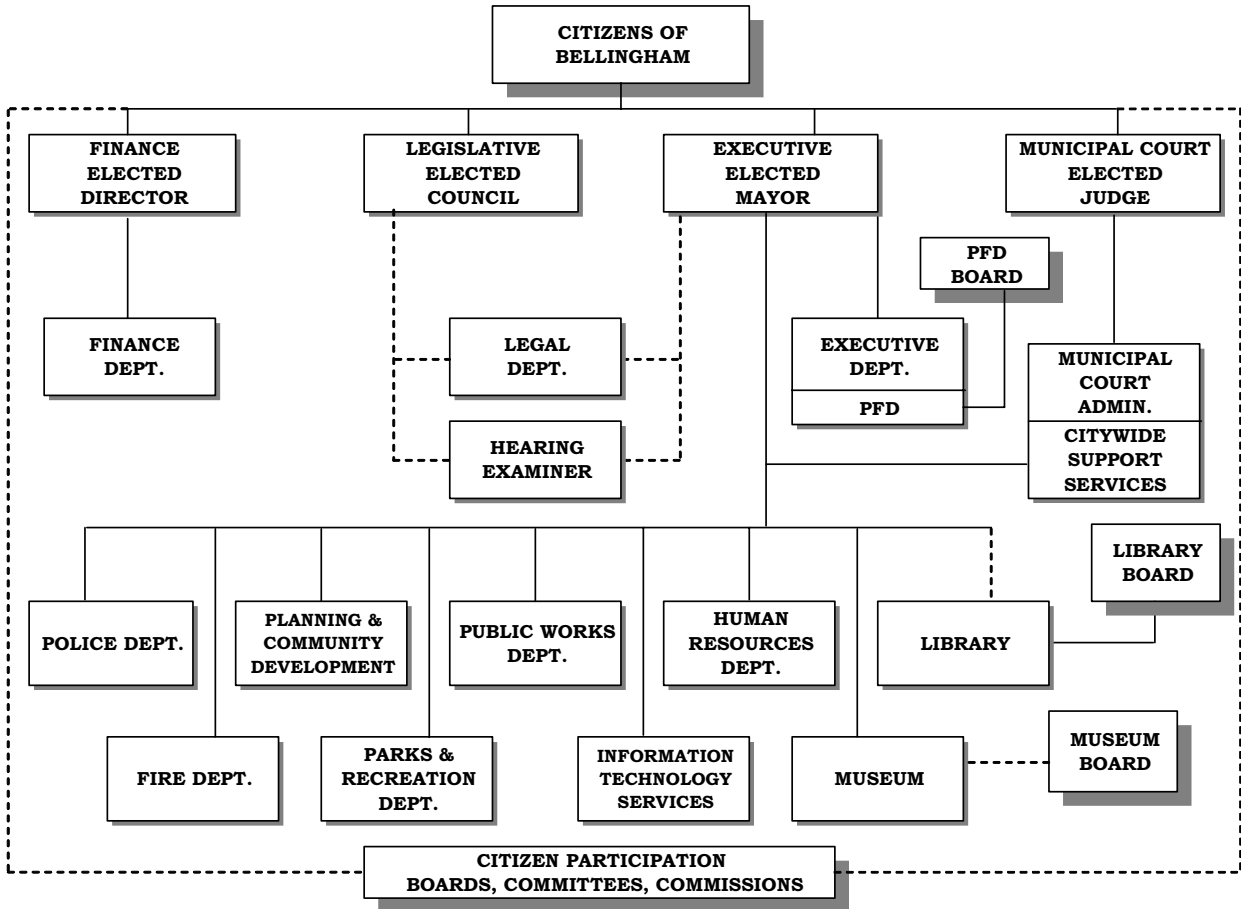 CITIZENS OF
BELLINGHAM
FINANCE
ELECTED
DIRECTOR
LEGISLATIVE
ELECTED
COUNCIL
EXECUTIVE
ELECTED
MAYOR
MUNICIPAL COURT
ELECTED
JUDGE
PFD
BOARD
FINANCE
DEPT.
LEGAL
DEPT.
EXECUTIVE
DEPT.
PFD
MUNICIPAL
COURT
ADMIN.
CITYWIDE
SUPPORT
SERVICES
HEARING
EXAMINER
LIBRARY
BOARD
POLICE DEPT.
PLANNING &
COMMUNITY
DEVELOPMENT
PUBLIC WORKS
DEPT.
HUMAN
RESOURCES
DEPT.
LIBRARY
FIRE DEPT.
PARKS &
RECREATION
DEPT.
INFORMATION
TECHNOLOGY
SERVICES
MUSEUM
MUSEUM
BOARD
CITIZEN PARTICIPATION
BOARDS, COMMITTEES, COMMISSIONS